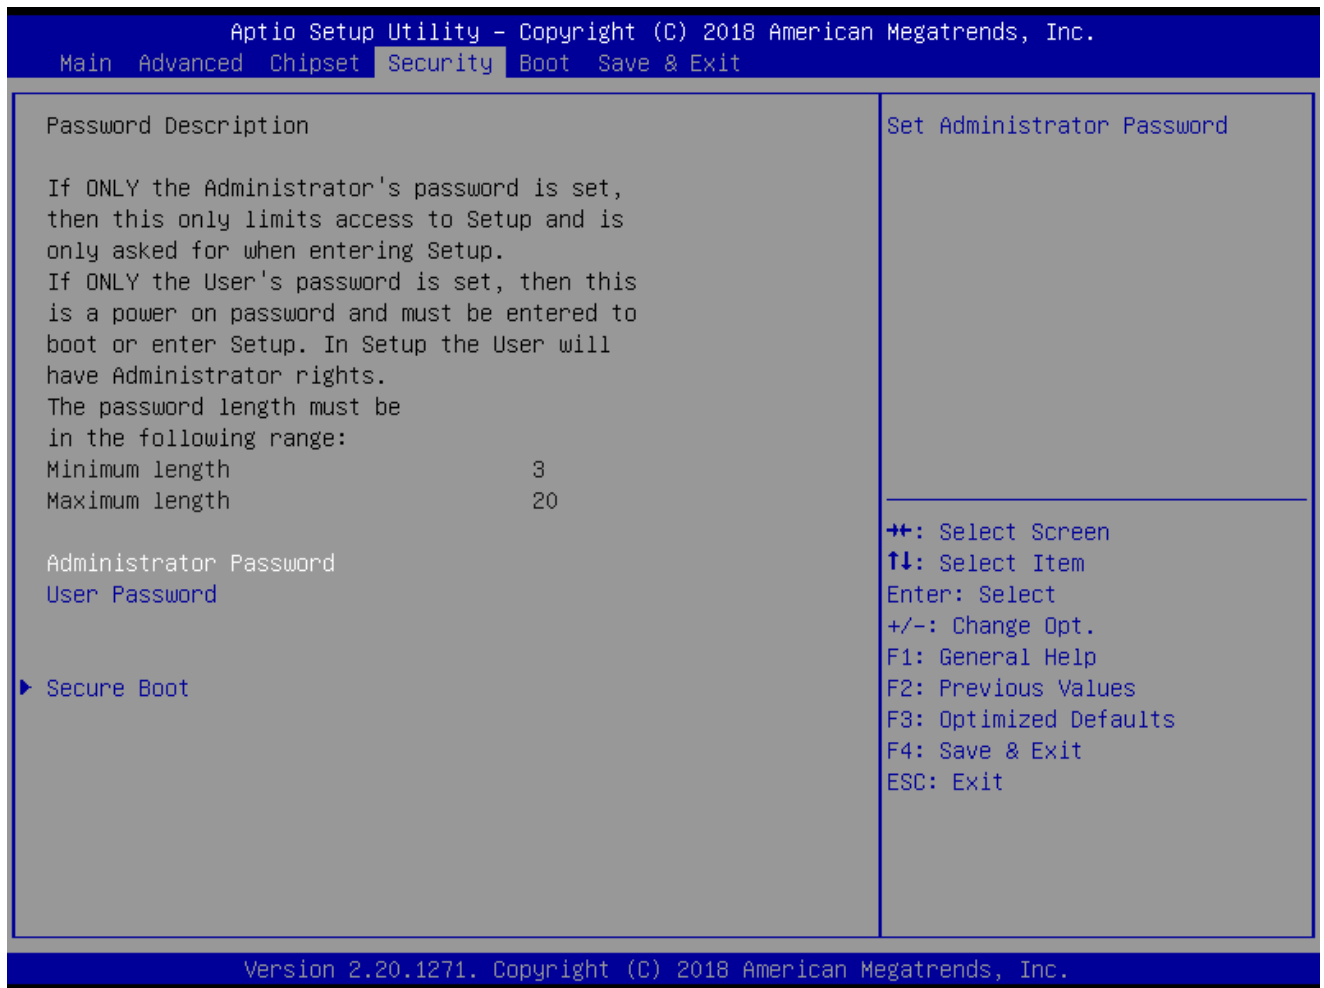 Aptio Setup Utility – Copyright (C) 2018 American Megatrends, Inc.
Main Advanced Chipset Security Boot Save & Exit
Password Description
If ONLY the Administrator's password is set,
then this only limits access to Setup and is
only asked for when entering Setup.
If ONLY the User's password is set, then this
is a power on password and must be entered to
boot or enter Setup. In Setup the User will
have Administrator rights.
The password length must be
in the following range:
Minimum length 3
Maximum length 20
Administrator Password
User Password
Secure Boot
Set Administrator Password
→←: Select Screen
↑↓: Select Item
Enter: Select
+/-: Change Opt.
F1: General Help
F2: Previous Values
F3: Optimized Defaults
F4: Save & Exit
ESC: Exit
Version 2.20.1271. Copyright (C) 2018 American Megatrends, Inc.